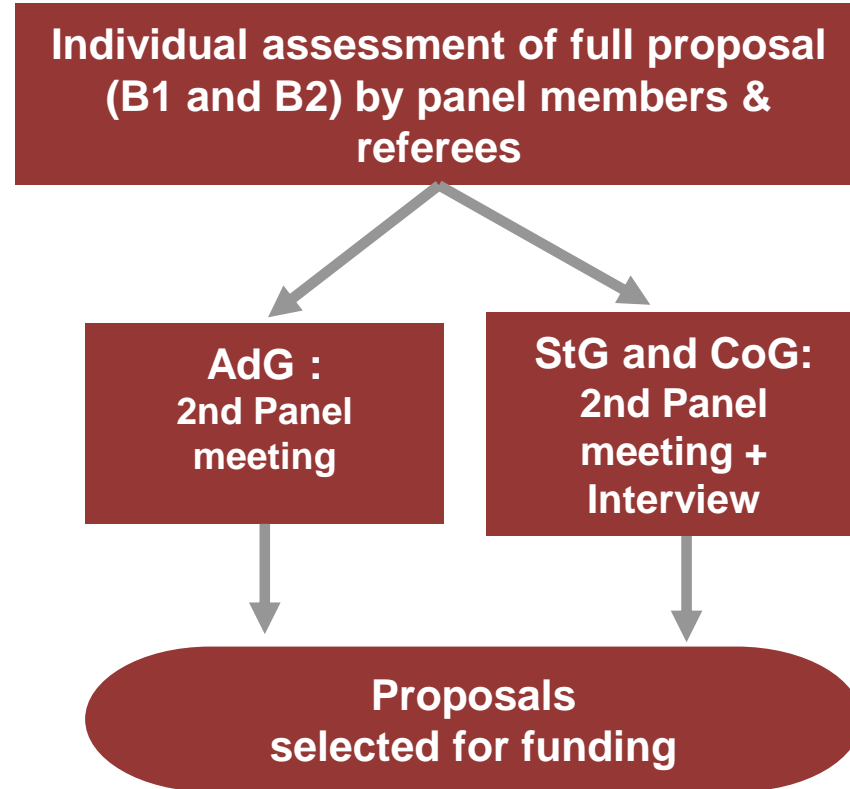 Individual assessment of full proposal
(B1 and B2) by panel members &
referees
AdG :
2nd Panel
meeting
StG and CoG:
2nd Panel
meeting +
Interview
Proposals
selected for funding